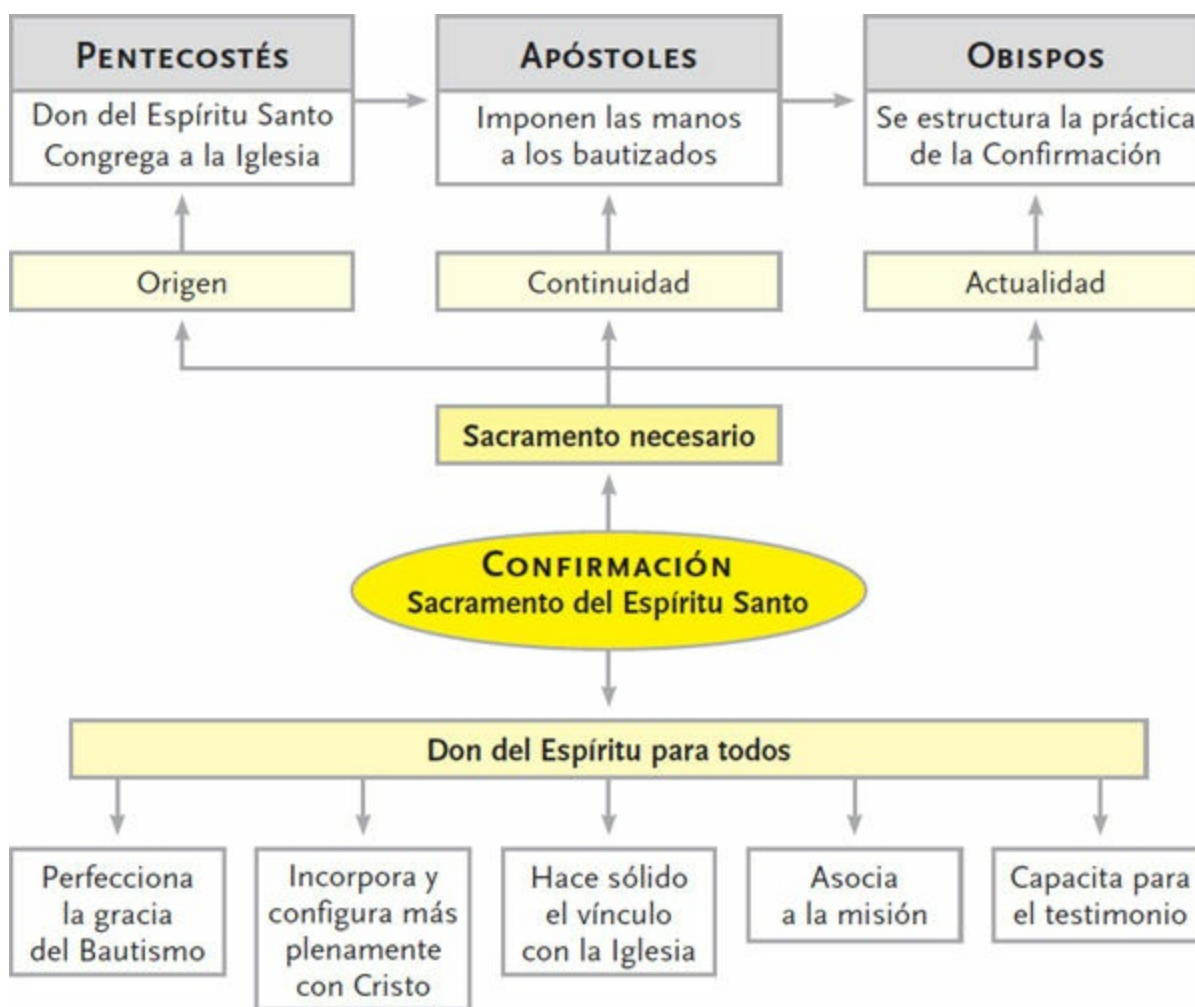 PENTECOSTÉS
Don del Espíritu Santo
Congrega a la Iglesia
APÓSTOLES
Imponen las manos
a los bautizados
OBISPOS
Se estructura la práctica
de la Confirmación
Origen
Continuidad
Actualidad
Sacramento necesario
CONFIRMACIÓN
Sacramento del Espíritu Santo
Don del Espíritu para todos
Perfecciona
la gracia
del Bautismo
Incorpora y
configura más
plenamente
con Cristo
Hace sólido
el vínculo
con la Iglesia
Asocia
a la misión
Capacita para
el testimonio